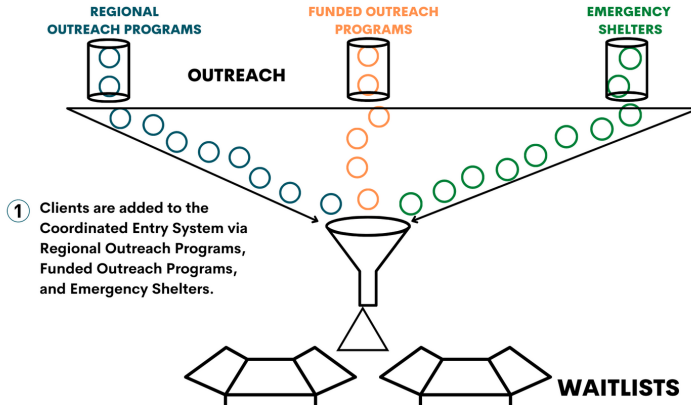 REGIONAL
OUTREACH PROGRAMS
FUNDED OUTREACH
PROGRAMS
EMERGENCY
SHELTERS
OUTREACH
1 Clients are added to the
Coordinated Entry System via
Regional Outreach Programs,
Funded Outreach Programs,
and Emergency Shelters.
WAITLISTS